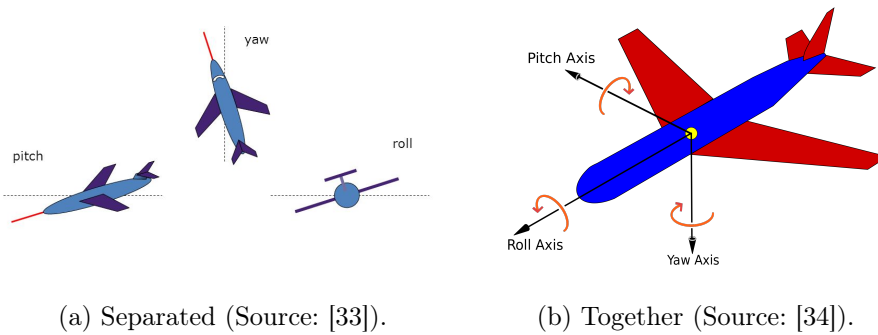 yaw
pitch
roll
(a) Separated (Source: [33]).
Pitch Axis
Roll Axis
Yaw Axis
(b) Together (Source: [34]).